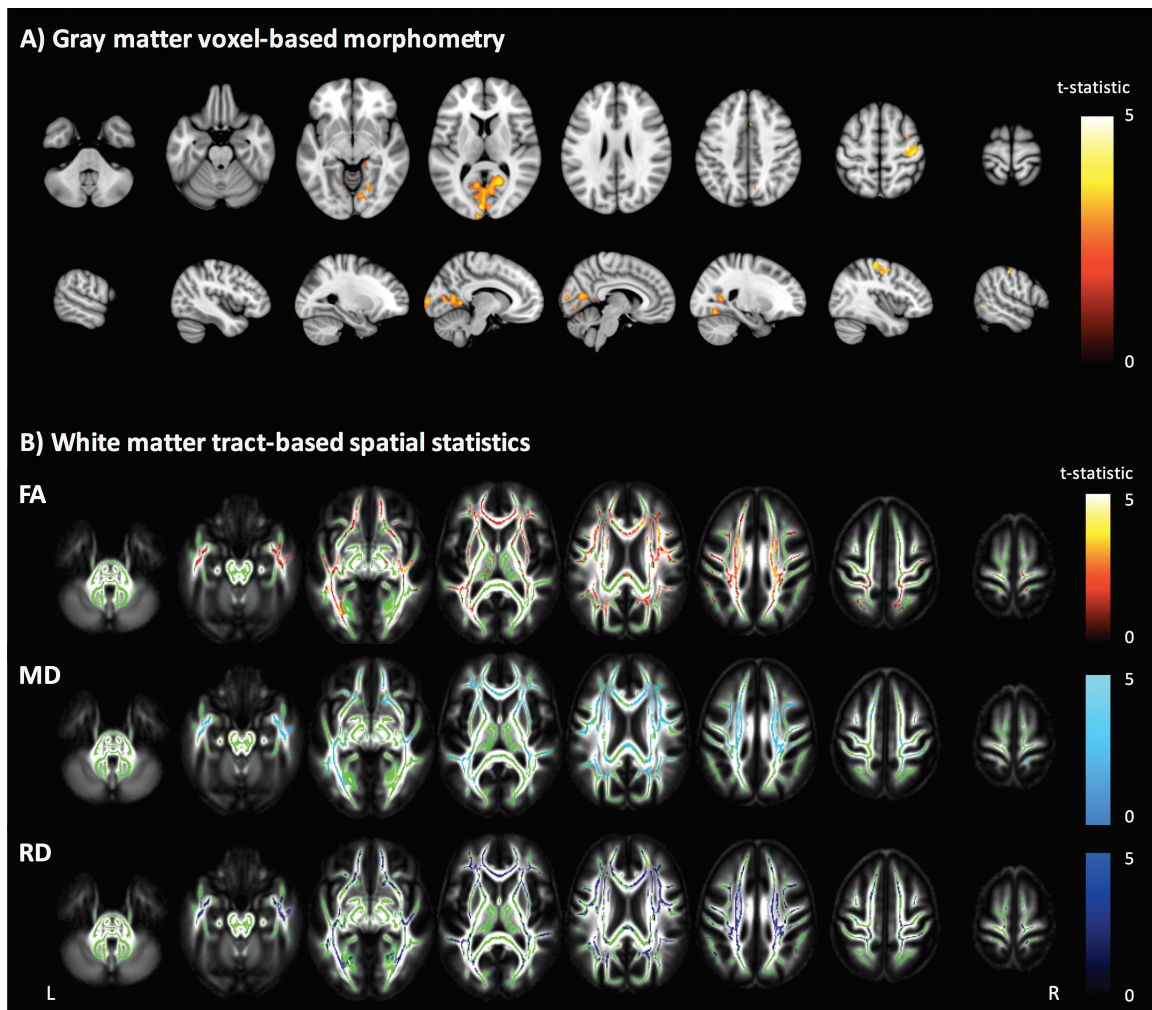 A) Gray matter voxel-based morphometry
t-statistic
5
0
B) White matter tract-based spatial statistics
t-statistic
FA
5
0
MD
5
0
RD
5
0
L
R